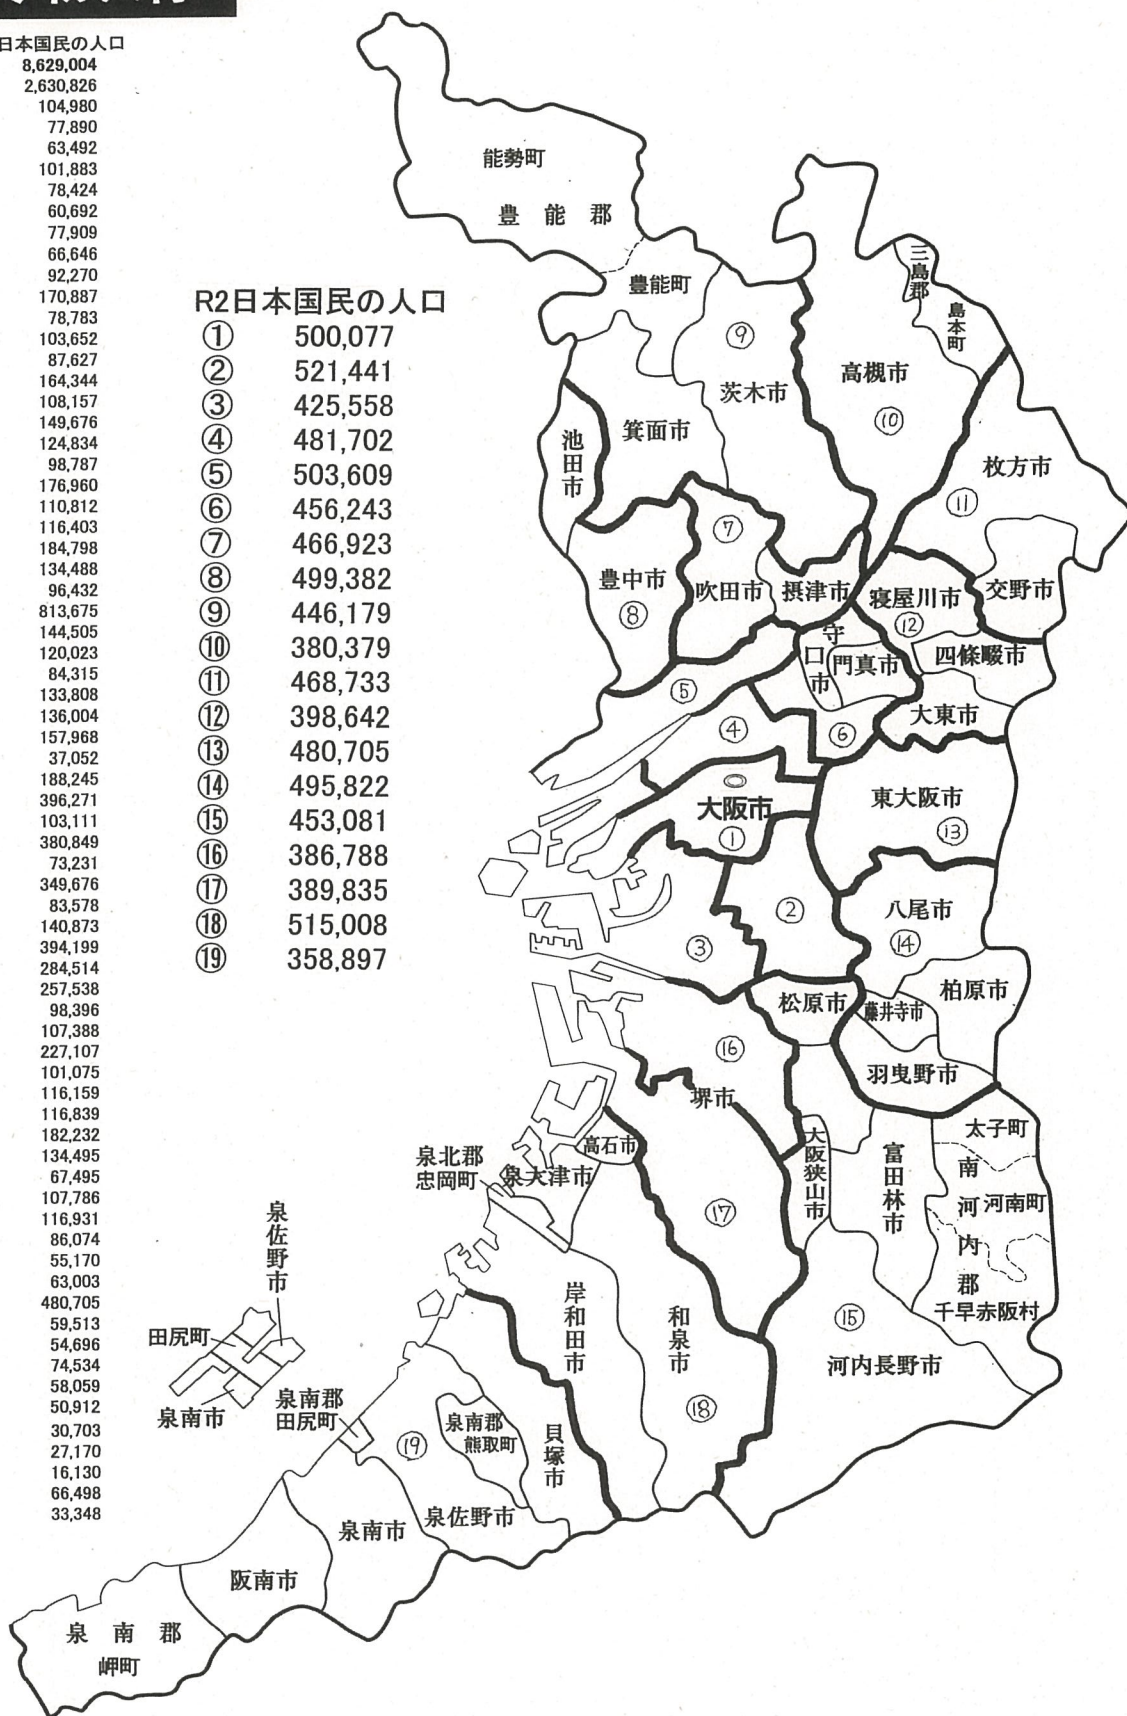 日本国民の人口
8,629,004
2,630,826
104,980
77,890
63,492
101,883
78,424
60,692
77,909
66,646
92,270
170,887
78,783
103,652
87,627
164,344
108,157
149,676
124,834
98,787
176,960
110,812
116,403
184,798
134,488
96,432
813,675
144,505
120,023
84,315
133,808
136,004
157,968
37,052
188,245
396,271
103,111
380,849
73,231
349,676
83,578
140,873
394,199
284,514
257,538
98,396
107,388
227,107
101,075
116,159
116,839
182,232
134,495
67,495
107,786
116,931
86,074
55,170
63,003
480,705
59,513
54,696
74,534
58,059
50,912
30,703
27,170
16,130
66,498
33,348
R2日本国民の人口
① 500,077
② 521,441
③ 425,558
④ 481,702
⑤ 503,609
⑥ 456,243
⑦ 466,923
⑧ 499,382
⑨ 446,179
⑩ 380,379
⑪ 468,733
⑫ 398,642
⑬ 480,705
⑭ 495,822
⑮ 453,081
⑯ 386,788
⑰ 389,835
⑱ 515,008
⑲ 358,897
能勢町
豊能郡
豊能町
三島郡
島本町
⑨
茨木市
高槻市
⑩
箕面市
池田市
枚方市
⑪
⑦
豊中市
⑧
吹田市
摂津市
寝屋川市
⑫
交野市
守口市
門真市
四條畷市
大東市
⑤
④
⑥
大阪市
①
東大阪市
⑬
②
八尾市
⑭
③
松原市
藤井寺市
柏原市
羽曳野市
⑯
堺市
高石市
泉大津市
泉北郡
忠岡町
大阪狭山市
富田林市
太子町
南河内郡
河南町
千早赤阪村
⑰
⑮
河内長野市
岸和田市
和泉市
⑱
泉佐野市
田尻町
泉南市
泉南郡
田尻町
⑲
泉南郡
熊取町
貝塚市
泉佐野市
泉南市
阪南市
泉南郡
岬町